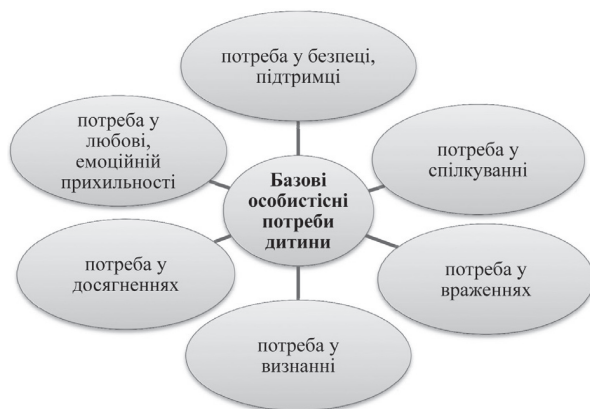 потреба у безпеці,
підтримці
потреба у
любові,
емоційній
прихильності
потреба у
спілкуванні
Базові
особистісні
потреби
дитини
потреба у
досягненнях
потреба у
враженнях
потреба у
визнанні